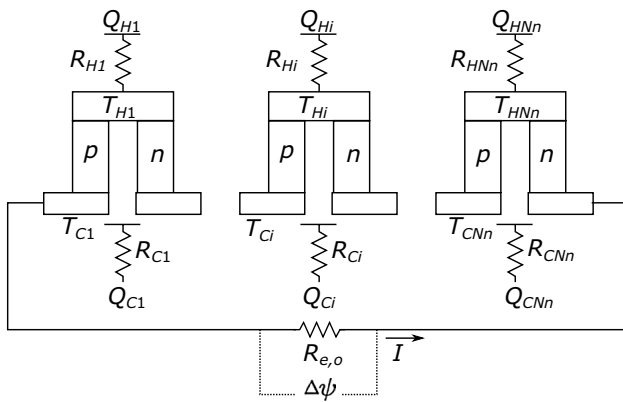 Q_H1 Q_Hi Q_HNn
R_H1 R_Hi R_HNn
T_H1 T_Hi T_HNn
p n p n p n
T_C1 T_Ci T_CNn
R_C1 R_Ci R_CNn
Q_C1 Q_Ci Q_CNn
R_e,o I
Δψ